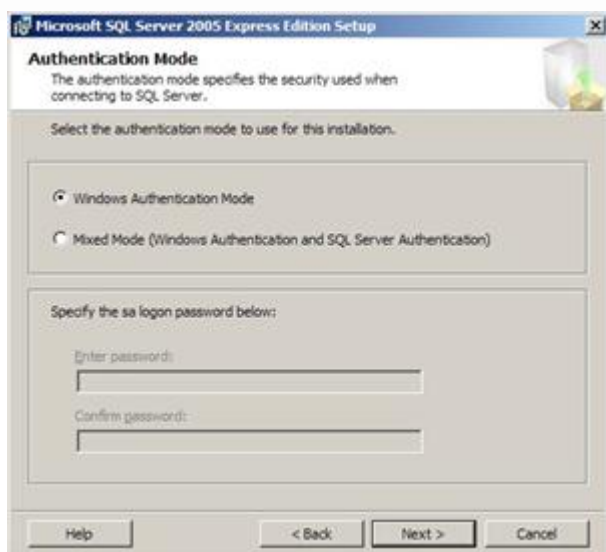 Microsoft SQL Server 2005 Express Edition Setup
Authentication Mode
The authentication mode specifies the security used when
connecting to SQL Server.
Select the authentication mode to use for this installation.
Windows Authentication Mode
Mixed Mode (Windows Authentication and SQL Server Authentication)
Specify the sa logon password below:
Enter password:
Confirm password:
Help
< Back
Next >
Cancel